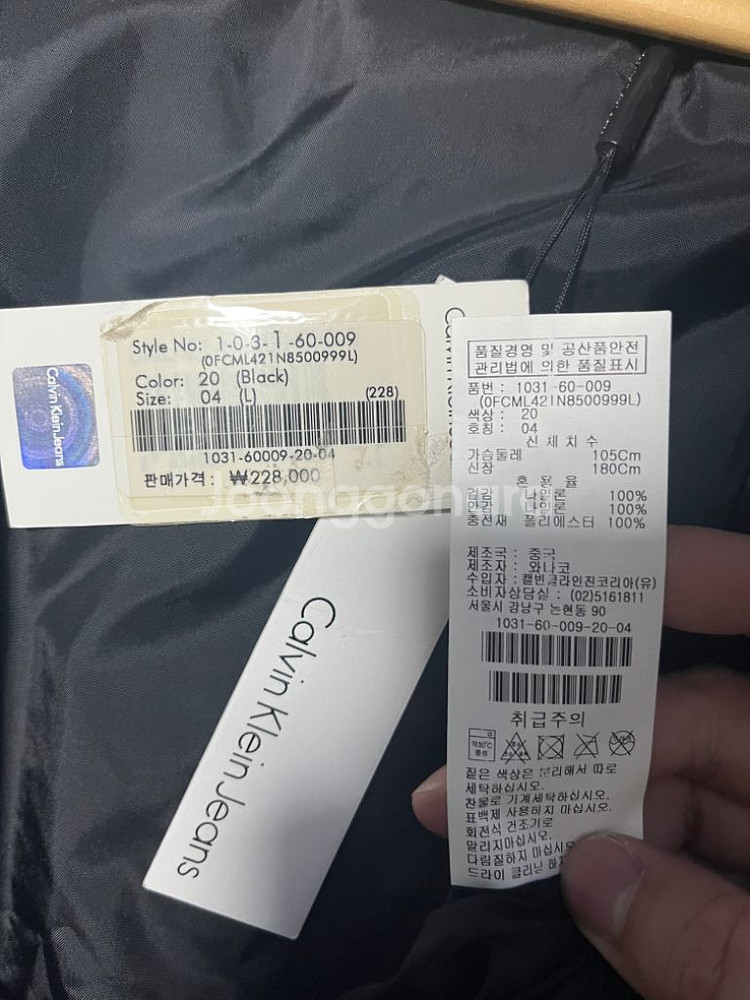 Style No: 1-0-3-1 -60-009
(0FCML421N8500999L)
Color: 20 (Black)
Size: 04 (L) (228)
1031-60009-20-04
판매가격 : ₩228,000
Calvin Klein Jeans
Calvin Klein Jeans
품질경영 및 공산품안전
관리법에 의한 품질표시
품번 : 1031 -60-009
(0FCML421N8500999L)
색상 : 20
호칭 : 04
신 체 치 수
가슴둘레 105Cm
신장 180Cm
혼 용 율
겉감 나일론 100%
안감 나일론 100%
충전재 폴리에스터 100%
제조국 : 중국
제조자 : 와나코
수입자 : 캘빈클라인진코리아(유)
소비자상담실 : (02)5161811
서울시 강남구 논현동 90
1031-60-009-20-04
취급주의
짙은 색상은 분리해서 따로
세탁하십시오.
찬물로 기계세탁하십시오.
표백제 사용하지 마십시오.
회전식 건조기로
말리지마십시오.
다림질하지 마십시오.
드라이 클리닝 하지
Joonggonara